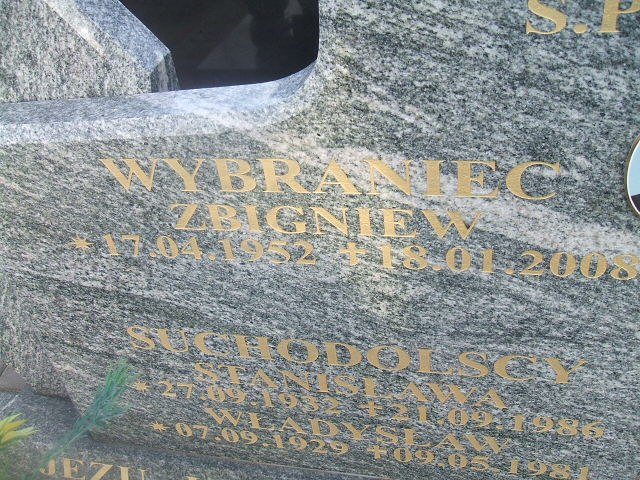 S.P
WYBRANIEC
ZBIGNIEW
*17.04.1952 +18.01.2008
SUCHODOLSCY
STANISŁAWA
*27.09.1932 +21.09.1986
WŁADYSŁAW
*07.09.1929 +09.05.1981
JEZU